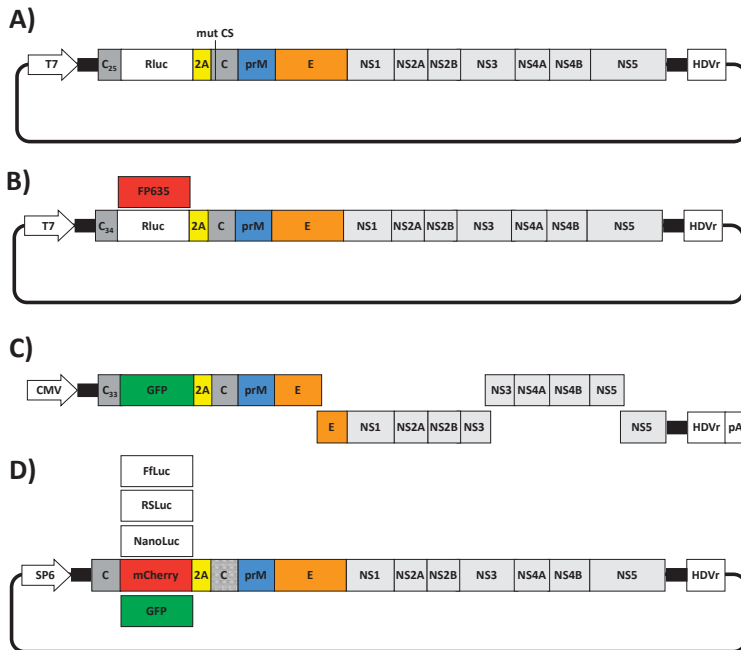 A)
mut CS
T7 C25 Rluc 2A C prM E NS1 NS2A NS2B NS3 NS4A NS4B NS5 HDVr
B)
FP635
T7 C34 Rluc 2A C prM E NS1 NS2A NS2B NS3 NS4A NS4B NS5 HDVr
C)
CMV C33 GFP 2A C prM E NS3 NS4A NS4B NS5
E NS1 NS2A NS2B NS3 NS5 HDVr pA
D)
FfLuc
RSLuc
NanoLuc
SP6 C mCherry 2A C prM E NS1 NS2A NS2B NS3 NS4A NS4B NS5 HDVr
GFP